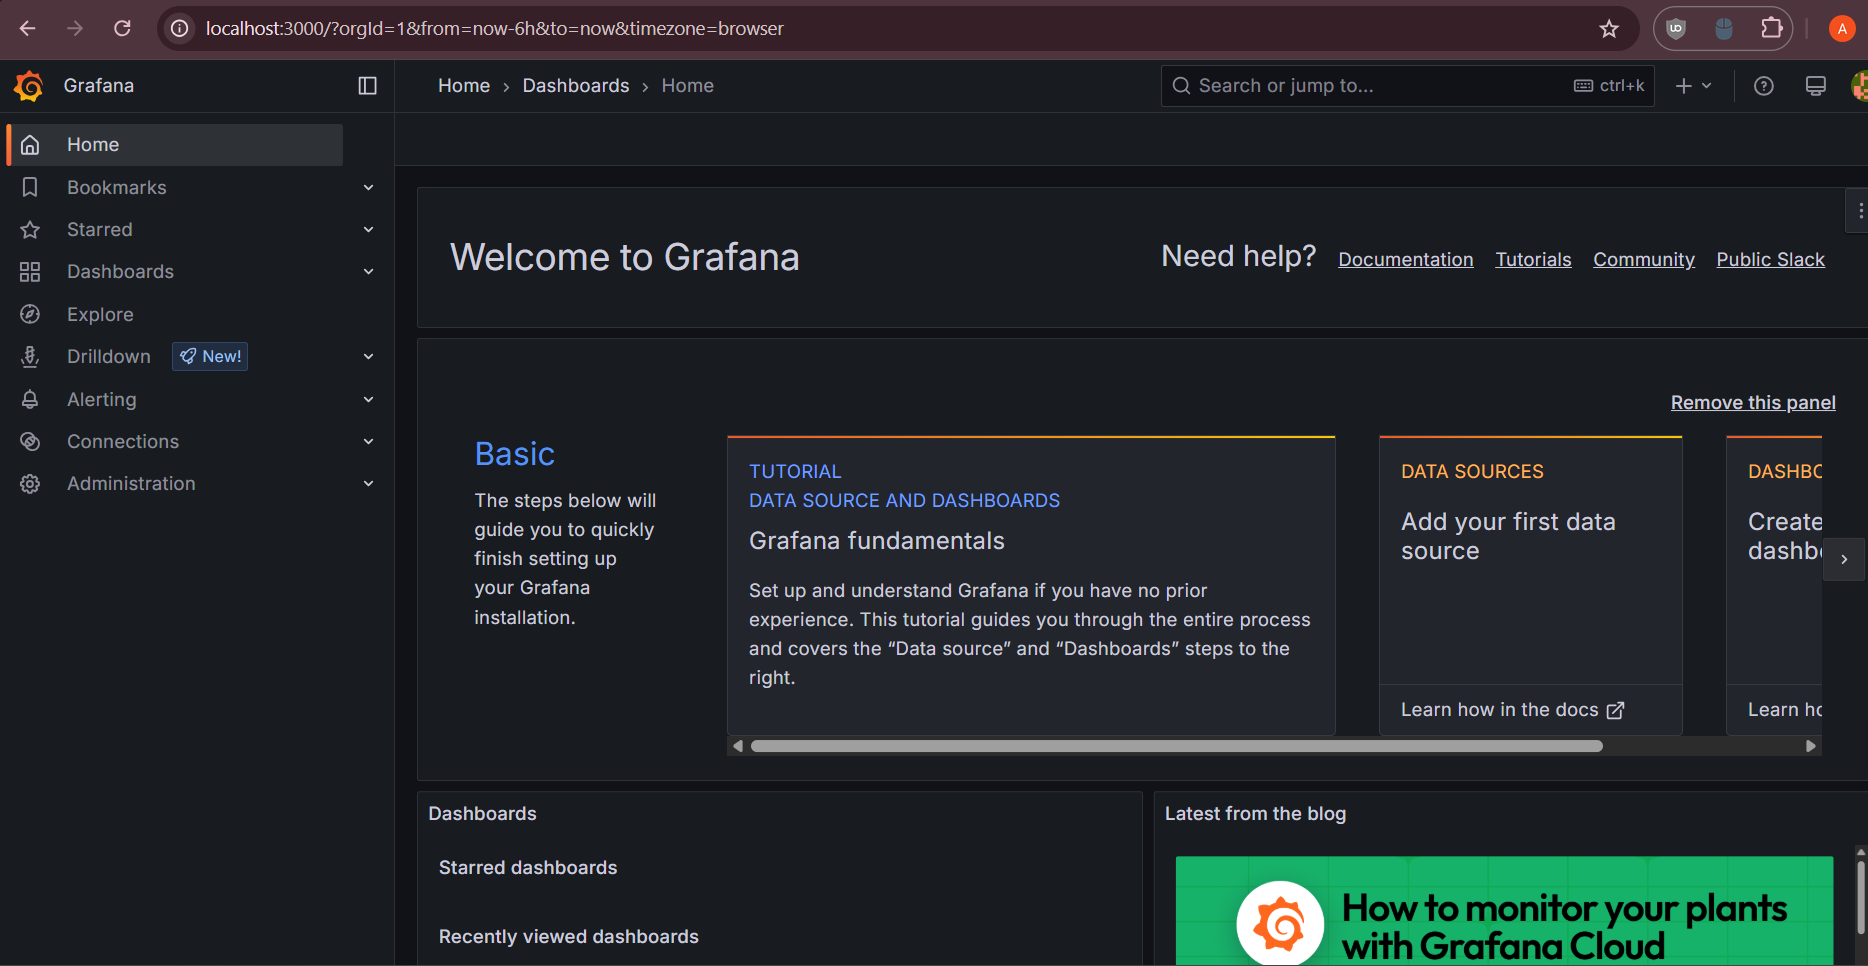 localhost:3000/?orgId=1&from=now-6h&to=now&timezone=browser
A
Grafana
Home › Dashboards › Home
Search or jump to...
ctrl+k
Home
Bookmarks
Starred
Dashboards
Explore
Drilldown
New!
Alerting
Connections
Administration
Welcome to Grafana
Need help?
Documentation
Tutorials
Community
Public Slack
Remove this panel
Basic
The steps below will
guide you to quickly
finish setting up
your Grafana
installation.
TUTORIAL
DATA SOURCE AND DASHBOARDS
Grafana fundamentals
Set up and understand Grafana if you have no prior
experience. This tutorial guides you through the entire process
and covers the “Data source” and “Dashboards” steps to the
right.
DATA SOURCES
Add your first data
source
Learn how in the docs
DASHBO
Create
dashb
Learn ho
Dashboards
Starred dashboards
Recently viewed dashboards
Latest from the blog
How to monitor your plants
with Grafana Cloud